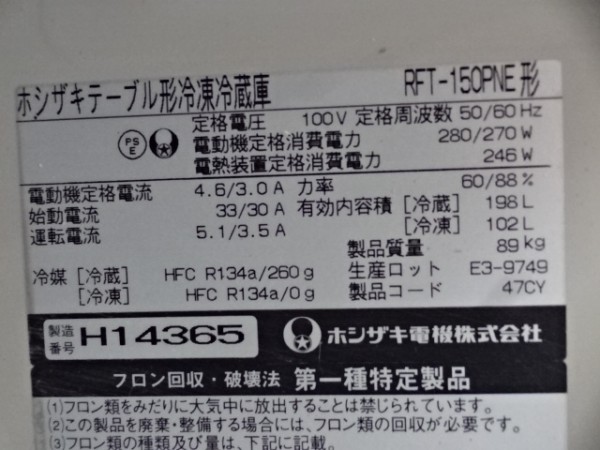 ホシザキテーブル形冷凍冷蔵庫 RFT-150PNE形
定格電圧 100V 定格周波数 50/60 Hz
PS E 電動機定格消費電力 280/270 W
電熱装置定格消費電力 246 W
電動機定格電流 4.6/3.0 A 力率 60/88 %
始動電流 33/30 A 有効内容積 [冷蔵] 198 L
運転電流 5.1/3.5 A [冷凍] 102 L
製品質量 89 kg
冷媒 [冷蔵] HFC R134a/260 g 生産ロット E3-9749
[冷凍] HFC R134a/0 g 製品コード 47CY
製造番号 H14365 ホシザキ電機株式会社
フロン回収・破壊法 第一種特定製品
(1)フロン類をみだりに大気中に放出することは禁じられています。
(2)この製品を廃棄・整備する場合には、フロン類の回収が必要です。
(3)フロン類の種類及び量は、下記に記載。